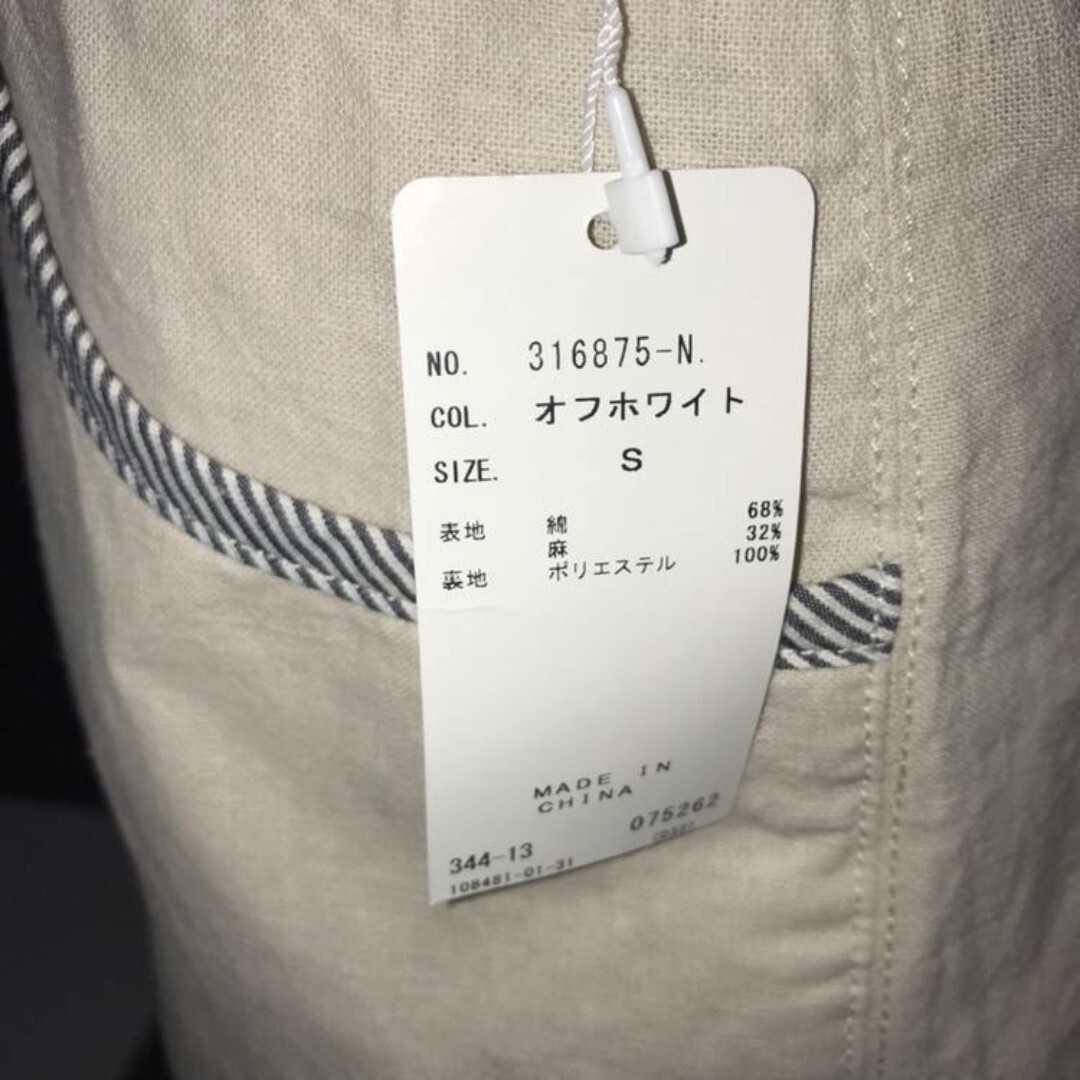 NO. 316875-N.
COL. オフホワイト
SIZE. S
表地 綿 68%
麻 32%
裏地 ポリエステル 100%
MADE IN
CHINA
075262
344-13
108481-01-31